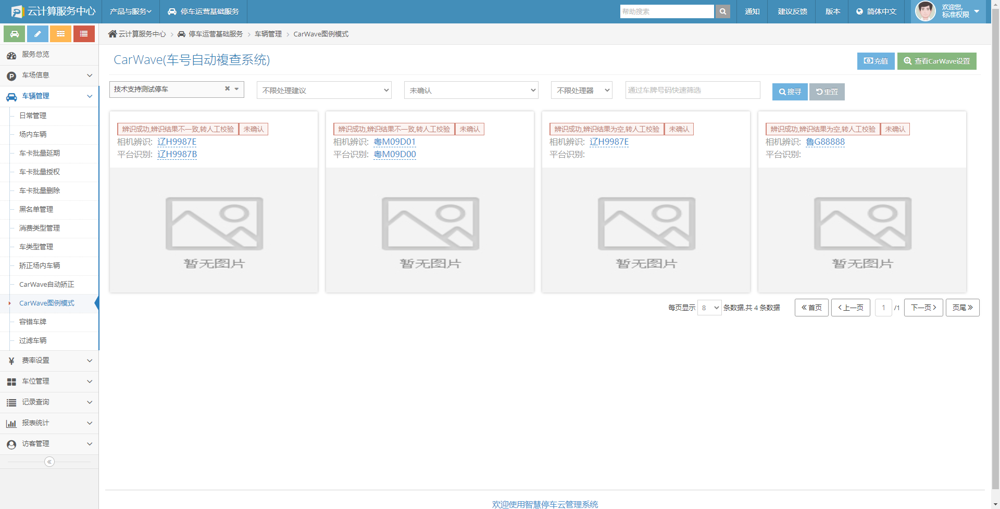 云计算服务中心 产品与服务 停车运营基础服务 帮助搜索 通知 建议反馈 版本 简体中文 欢迎您,
标准权限
云计算服务中心 停车运营基础服务 车辆管理 CarWave图例模式
服务总览
车场信息
车辆管理
日常管理
场内车辆
车卡批量延期
车卡批量授权
车卡批量删除
黑名单管理
消费类型管理
车类型管理
矫正场内车辆
CarWave自动矫正
CarWave图例模式
容错车牌
过滤车辆
费率设置
车位管理
记录查询
报表统计
访客管理
CarWave(车号自动複查系统)
充值 查看CarWave设置
技术支持测试停车 不限处理建议 未确认 不限处理器 通过车牌号码快速筛选 搜寻 重置
辨识成功,辨识结果不一致,转人工校验 未确认
相机辨识: 辽H9987E
平台识别: 辽H9987B
暂无图片
辨识成功,辨识结果不一致,转人工校验 未确认
相机辨识: 粤M09D01
平台识别: 粤M09D00
暂无图片
辨识成功,辨识结果为空,转人工校验 未确认
相机辨识: 辽H9987E
平台识别:
暂无图片
辨识成功,辨识结果为空,转人工校验 未确认
相机辨识: 鲁G88888
平台识别:
暂无图片
每页显示 8 条数据,共 4 条数据 首页 上一页 1 /1 下一页 页尾
欢迎使用智慧停车云管理系统